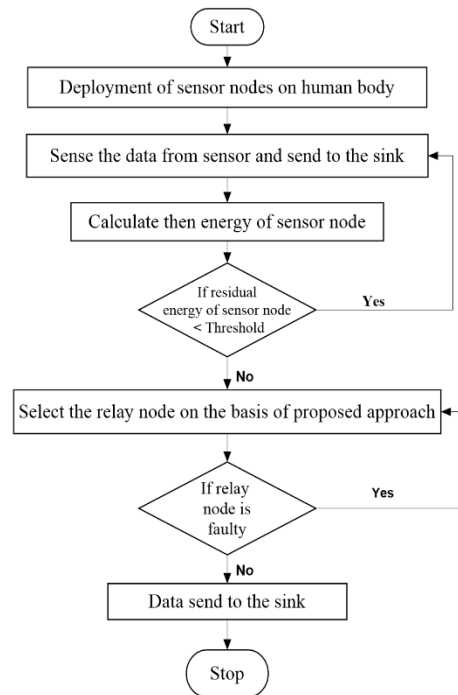 Start
Deployment of sensor nodes on human body
Sense the data from sensor and send to the sink
Calculate then energy of sensor node
If residual
energy of sensor node
< Threshold
Yes
No
Select the relay node on the basis of proposed approach
If relay
node is
faulty
Yes
No
Data send to the sink
Stop